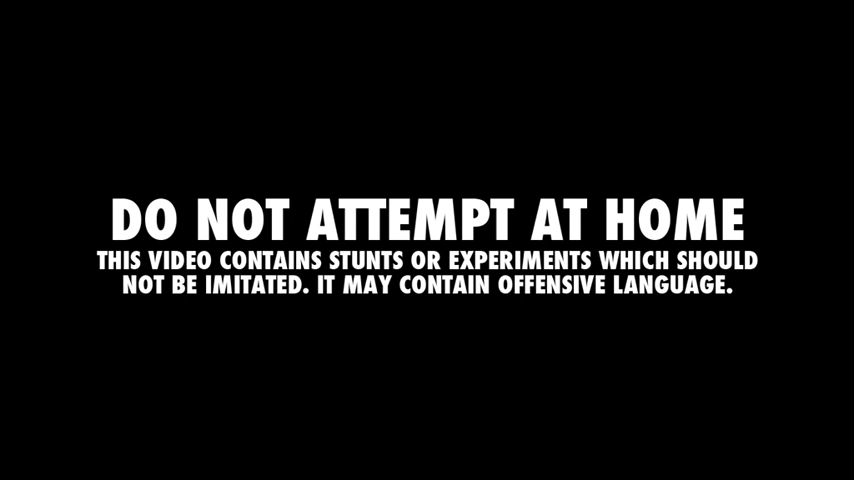 DO NOT ATTEMPT AT HOME
THIS VIDEO CONTAINS STUNTS OR EXPERIMENTS WHICH SHOULD
NOT BE IMITATED. IT MAY CONTAIN OFFENSIVE LANGUAGE.